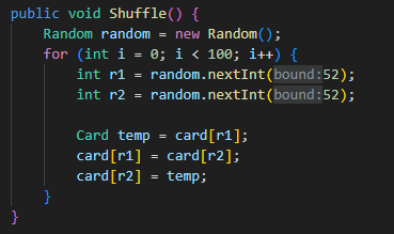 public void Shuffle() {
Random random = new Random();
for (int i = 0; i < 100; i++) {
int r1 = random.nextInt(bound:52);
int r2 = random.nextInt(bound:52);
Card temp = card[r1];
card[r1] = card[r2];
card[r2] = temp;
}
}